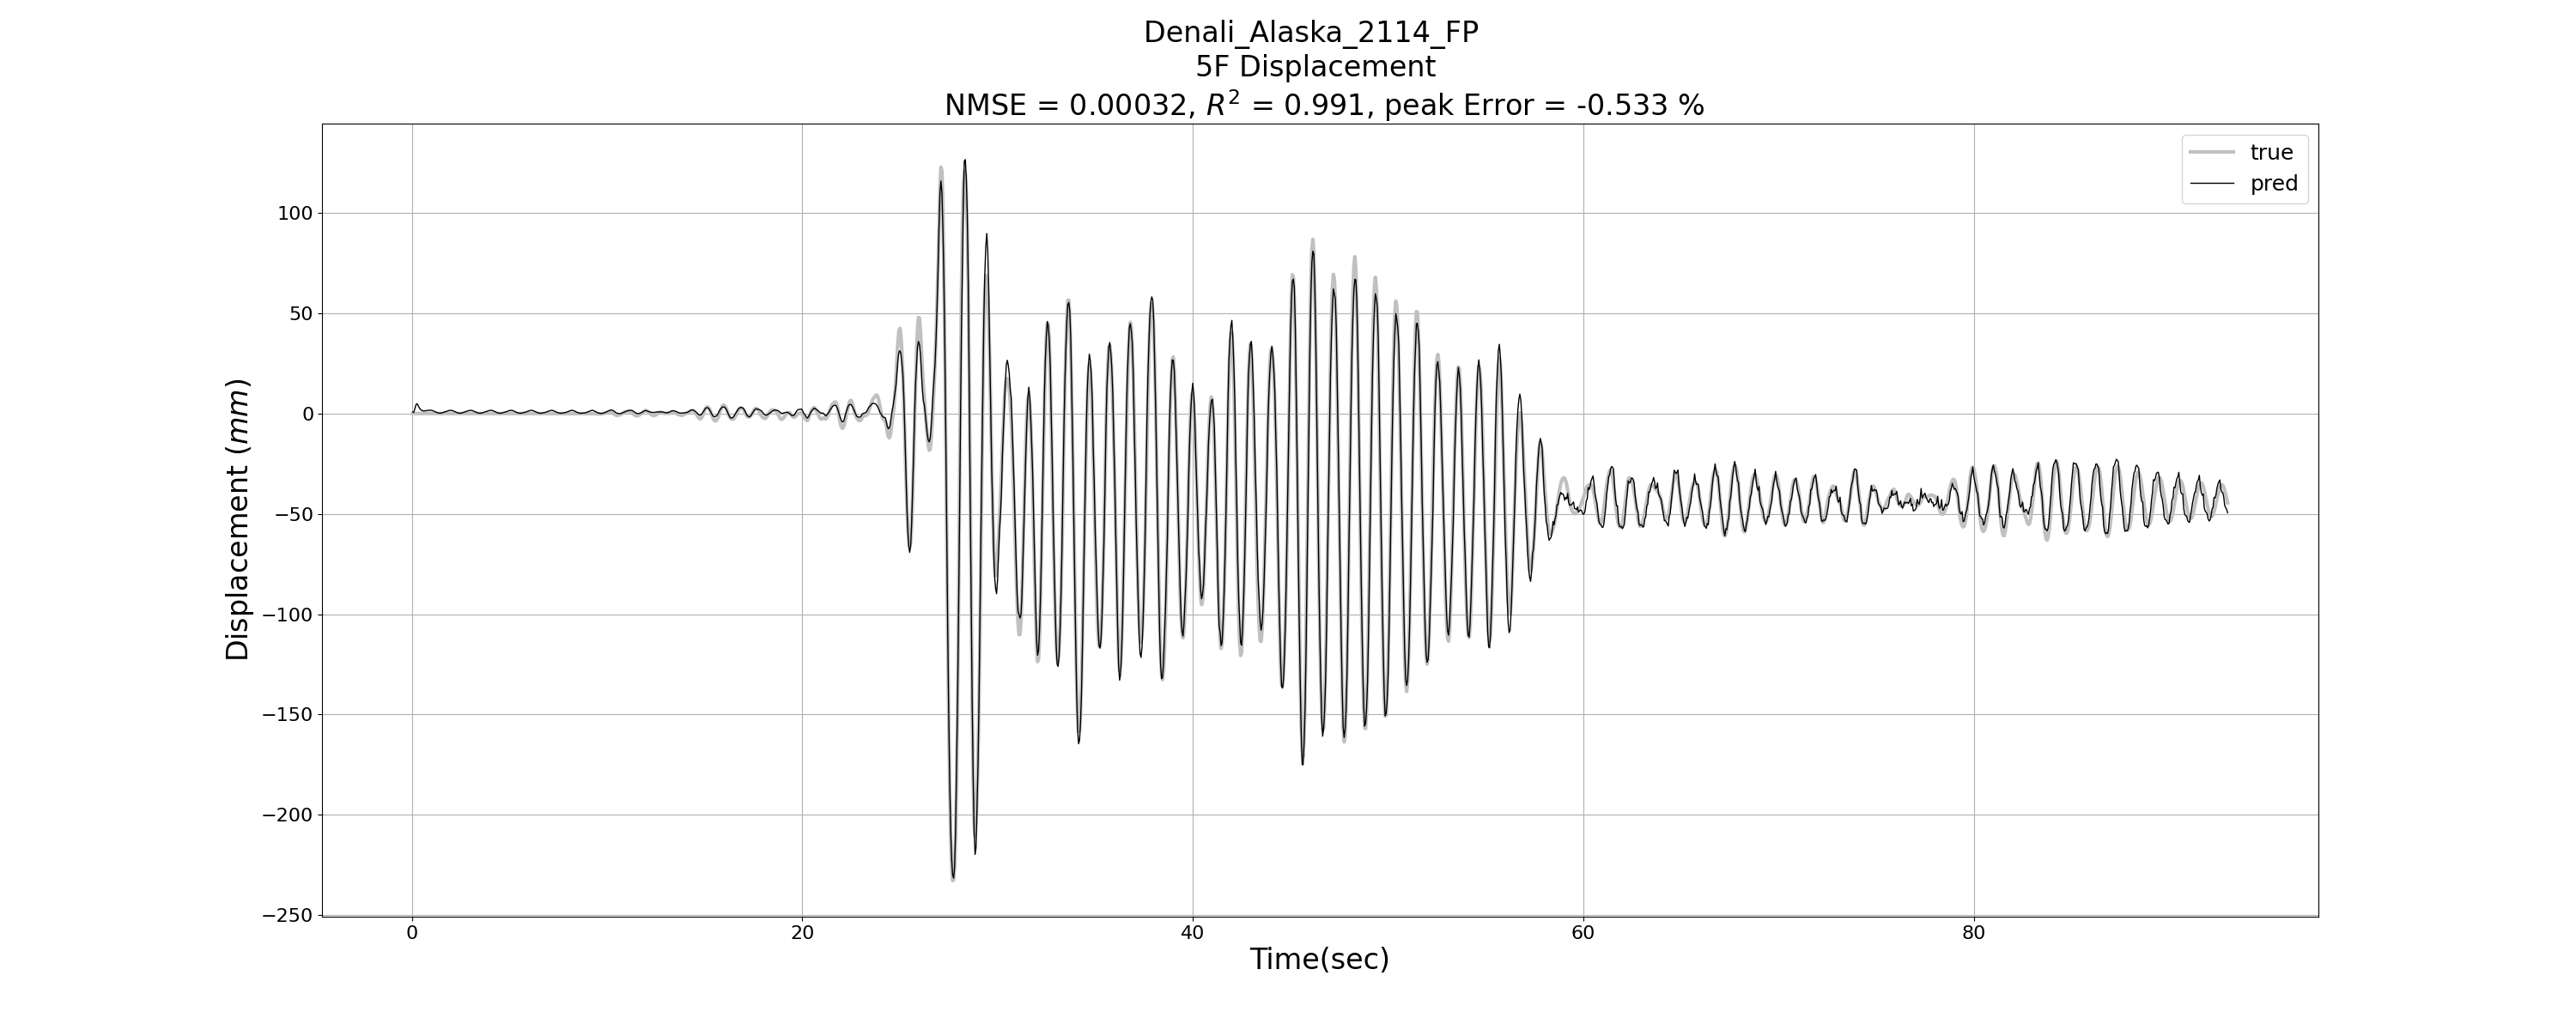 Denali_Alaska_2114_FP
5F Displacement
NMSE = 0.00032, R² = 0.991, peak Error = -0.533 %
true
pred
100
50
0
−50
−100
−150
−200
−250
Displacement (mm)
0 20 40 60 80
Time(sec)